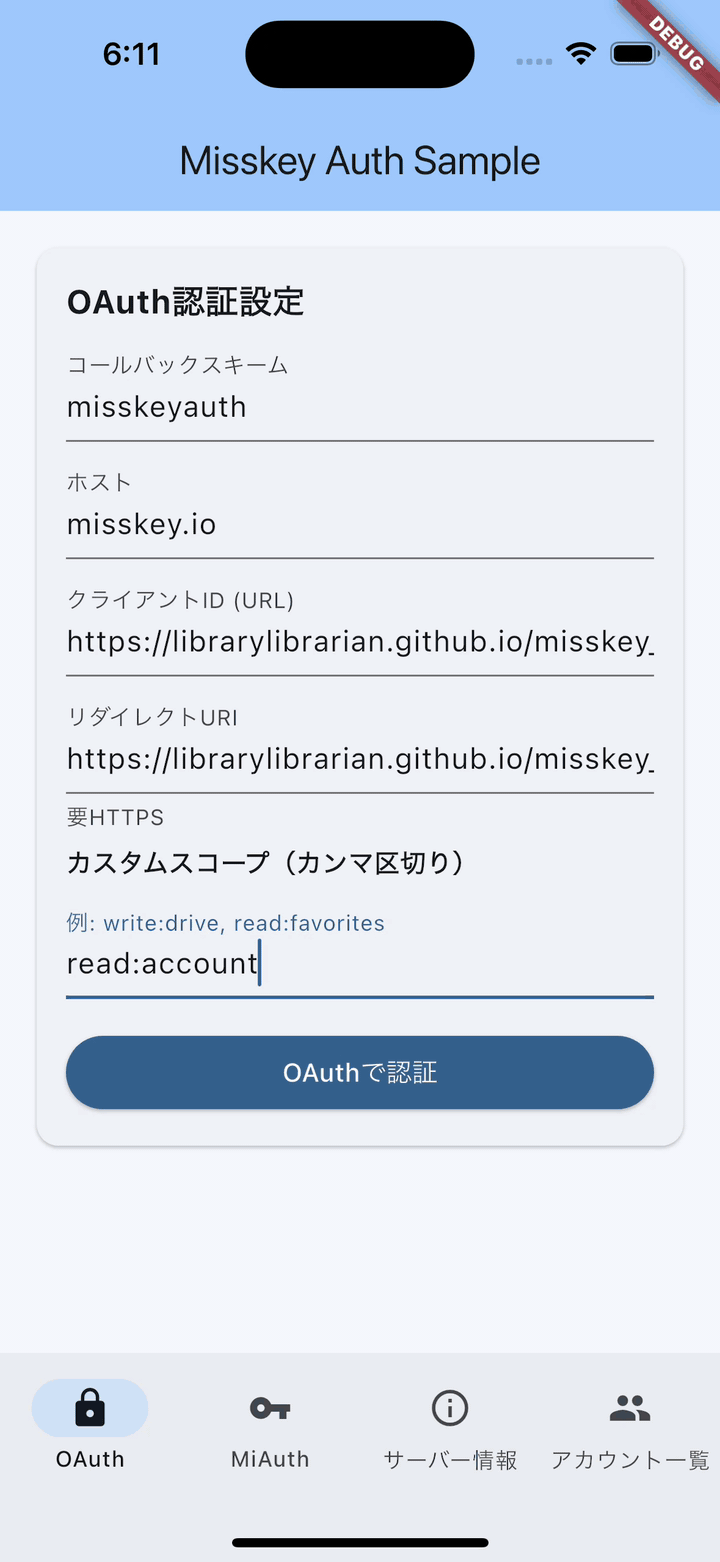 6:11
DEBUG
Misskey Auth Sample
OAuth認証設定
コールバックスキーム
misskeyauth
ホスト
misskey.io
クライアントID (URL)
https://librarylibrarian.github.io/misskey_
リダイレクトURI
https://librarylibrarian.github.io/misskey_
要HTTPS
カスタムスコープ（カンマ区切り）
例: write:drive, read:favorites
read:account
OAuthで認証
OAuth
MiAuth
サーバー情報
アカウント一覧